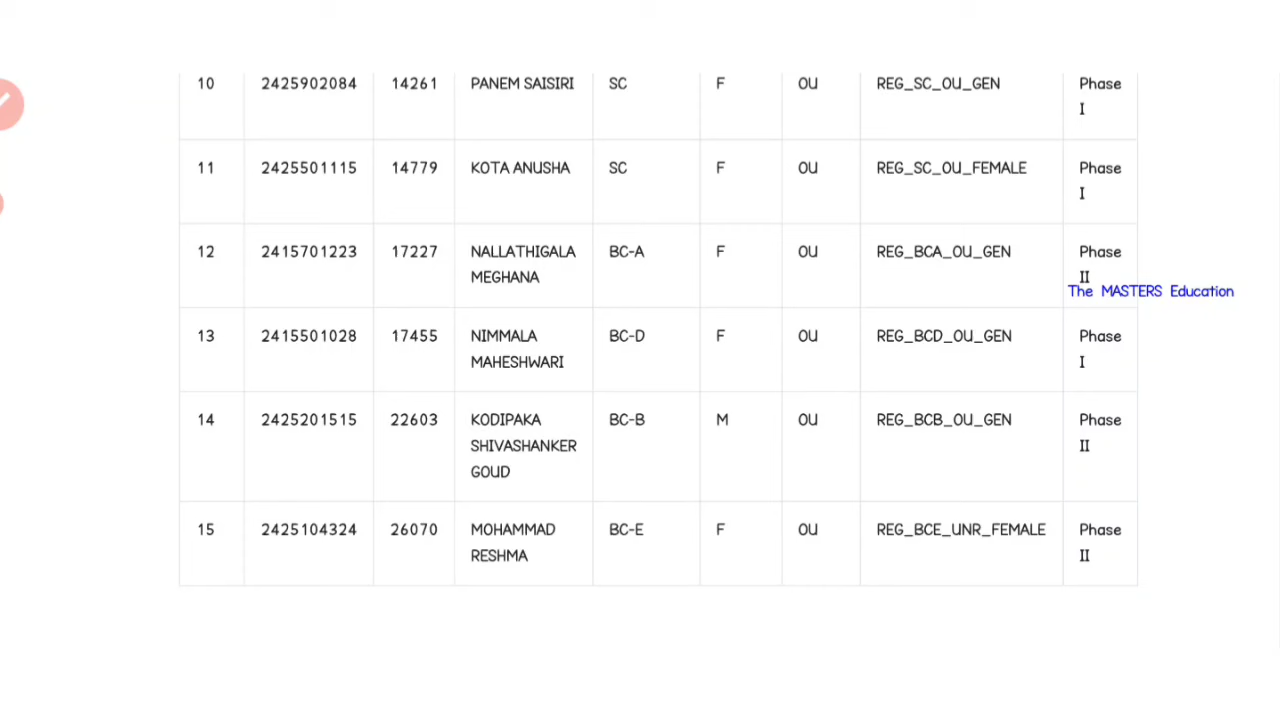 10 2425902084 14261 PANEM SAISIRI SC F OU REG_SC_OU_GEN Phase
I
11 2425501115 14779 KOTA ANUSHA SC F OU REG_SC_OU_FEMALE Phase
I
12 2415701223 17227 NALLATHIGALA BC-A F OU REG_BCA_OU_GEN Phase
MEGHANA II
The MASTERS Education
13 2415501028 17455 NIMMALA BC-D F OU REG_BCD_OU_GEN Phase
MAHESHWARI I
14 2425201515 22603 KODIPAKA BC-B M OU REG_BCB_OU_GEN Phase
SHIVASHANKER II
GOUD
15 2425104324 26070 MOHAMMAD BC-E F OU REG_BCE_UNR_FEMALE Phase
RESHMA II